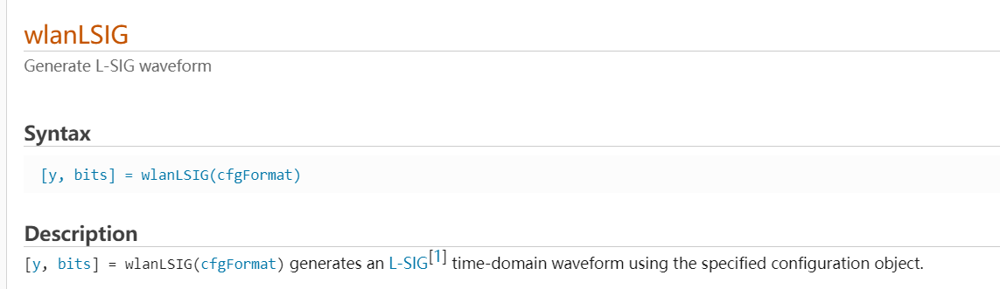 wlanLSIG
Generate L-SIG waveform
Syntax
[y, bits] = wlanLSIG(cfgFormat)
Description
[y, bits] = wlanLSIG(cfgFormat) generates an L-SIG[1] time-domain waveform using the specified configuration object.